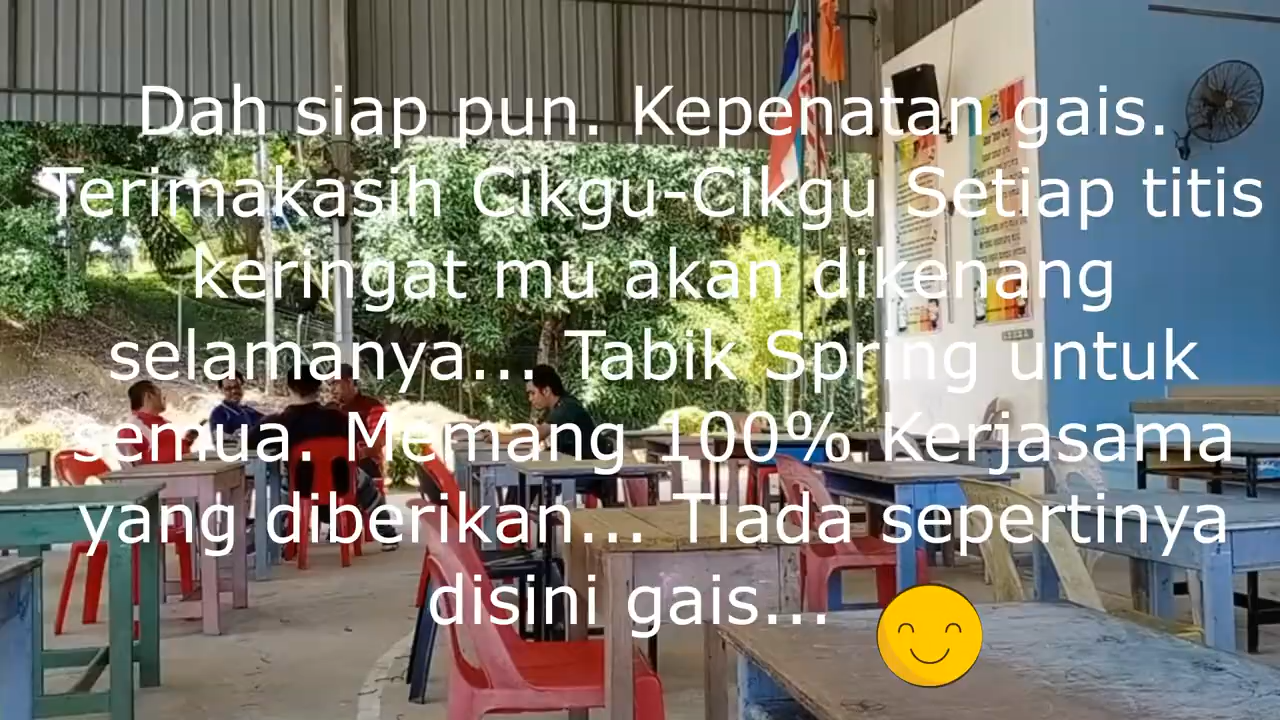 Dah siap pun. Kepenatan gais.
Terimakasih Cikgu-Cikgu Setiap titis
keringat mu akan dikenang
selamanya... Tabik Spring untuk
semua. Memang 100% Kerjasama
yang diberikan... Tiada sepertinya
disini gais...